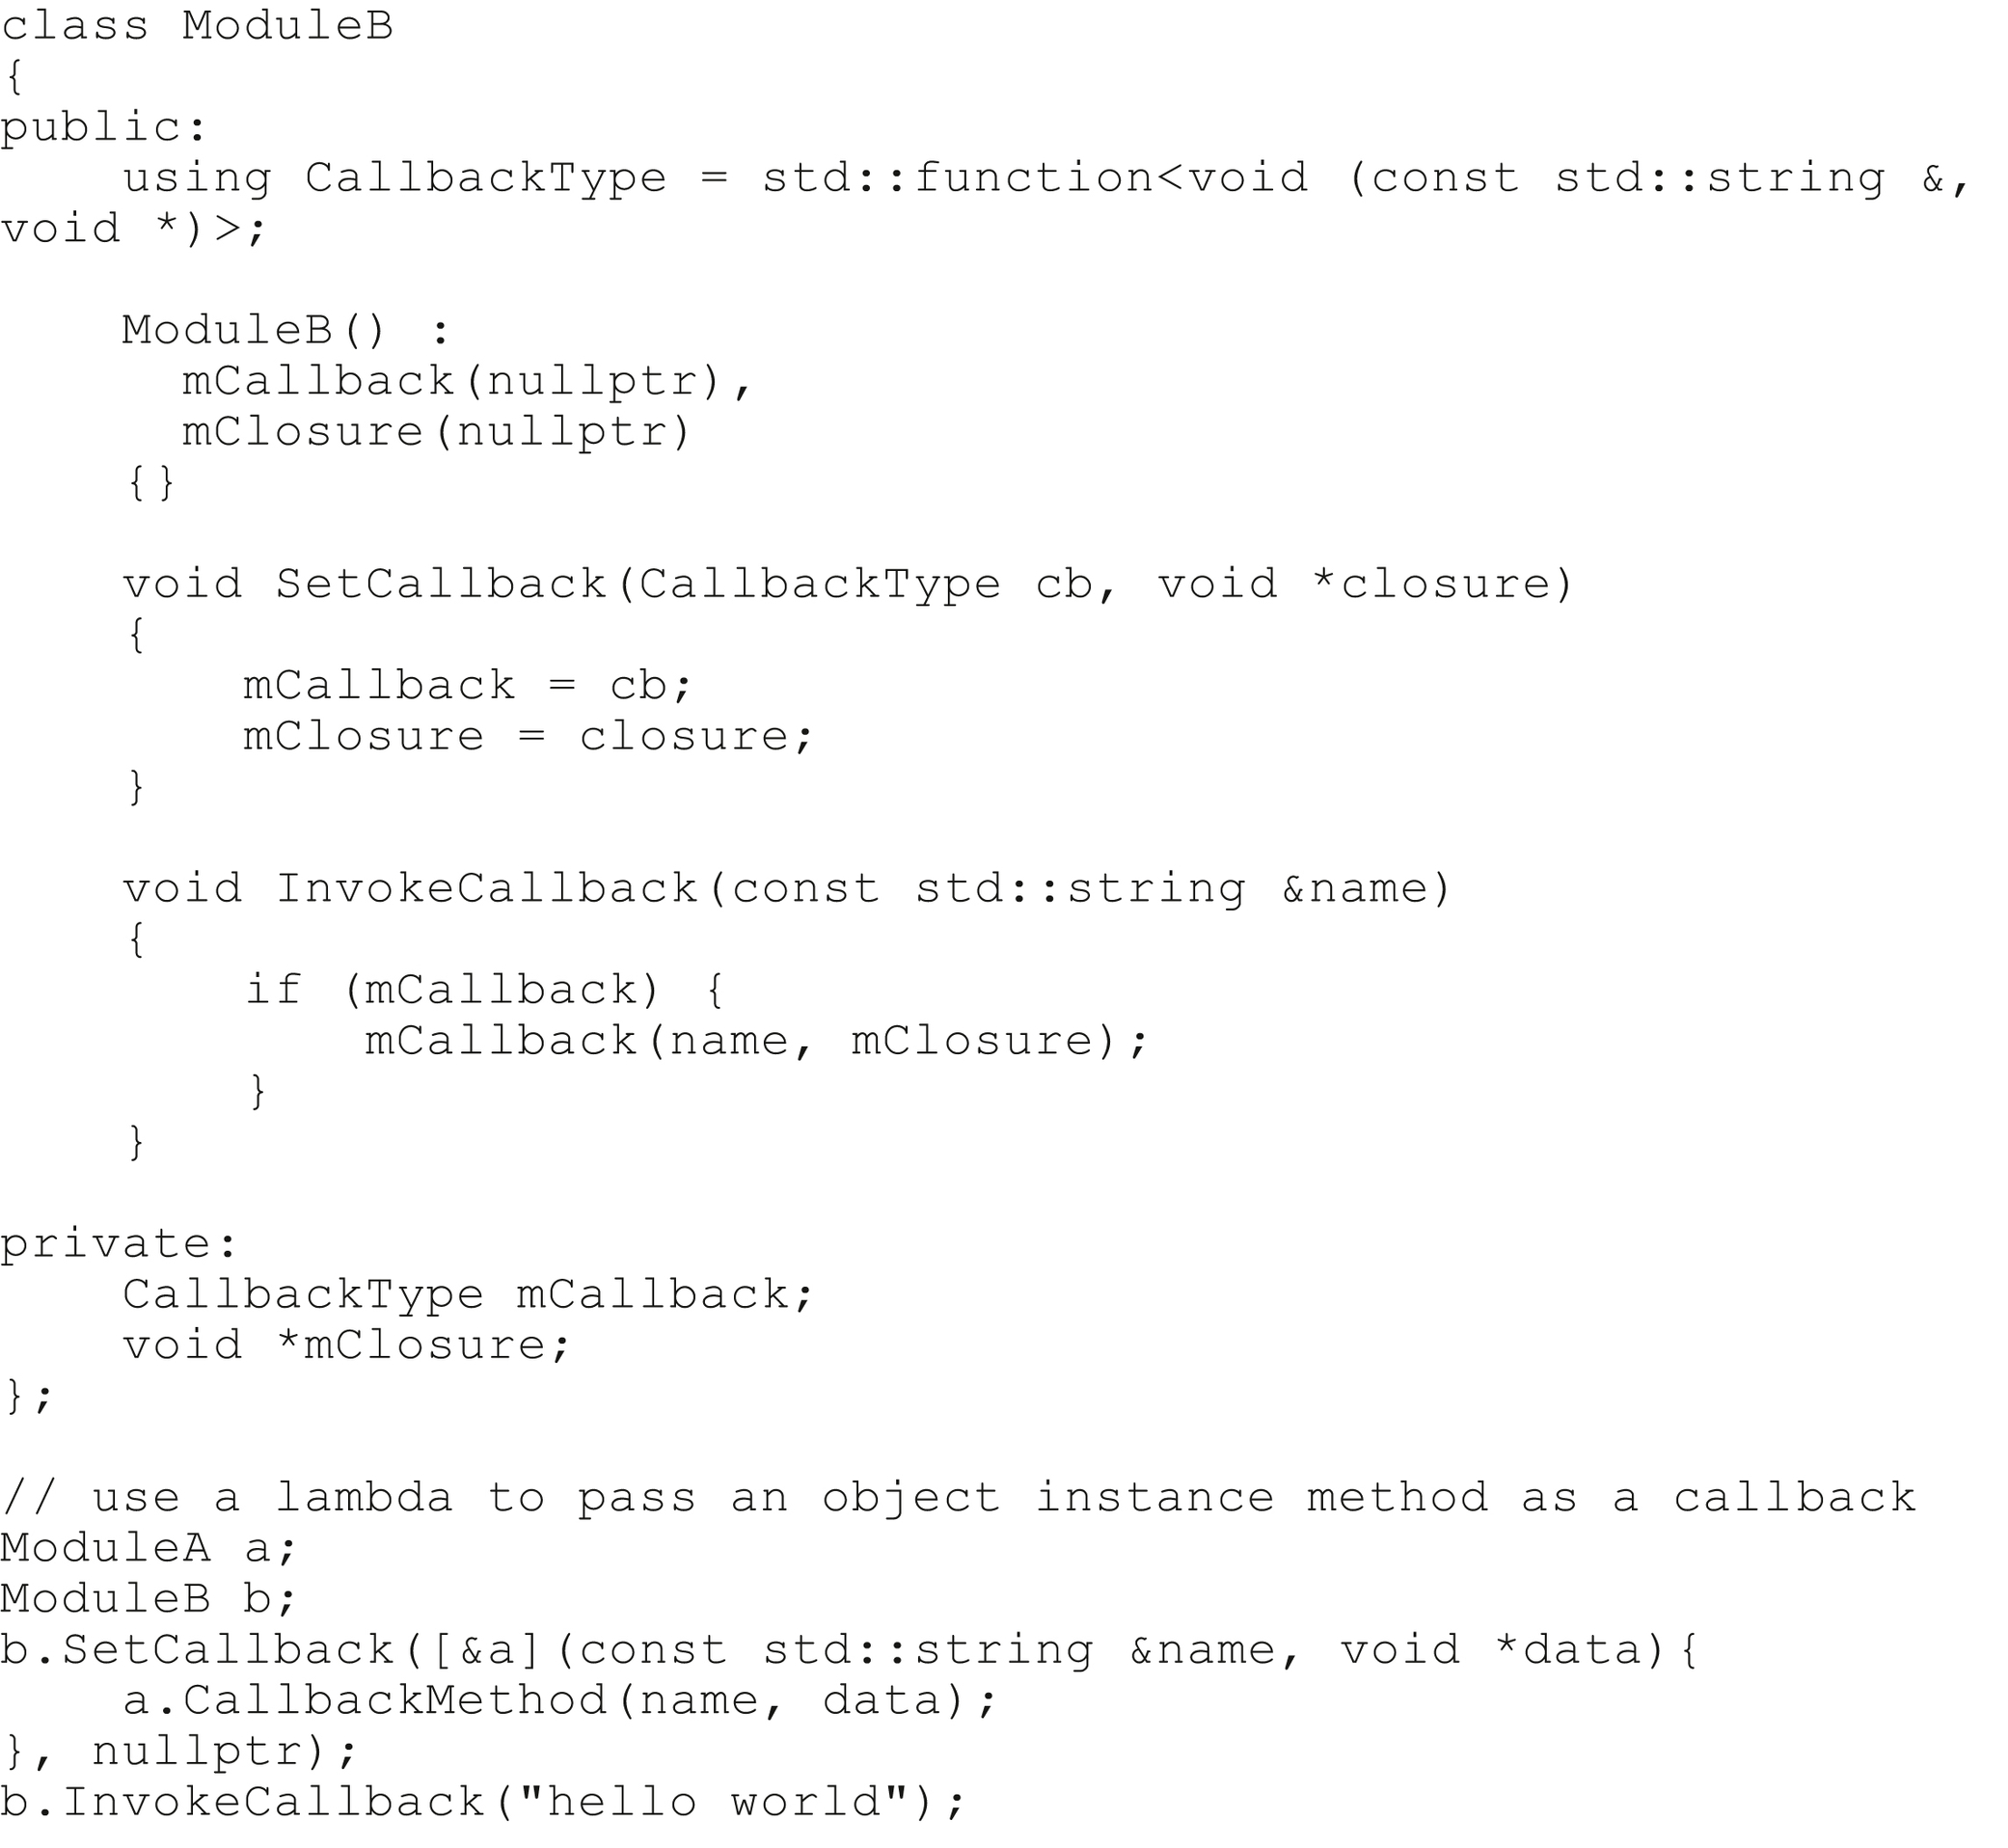 class ModuleB
{
public:
    using CallbackType = std::function<void (const std::string &,
void *)>;

    ModuleB() :
      mCallback(nullptr),
      mClosure(nullptr)
    {}

    void SetCallback(CallbackType cb, void *closure)
    {
        mCallback = cb;
        mClosure = closure;
    }

    void InvokeCallback(const std::string &name)
    {
        if (mCallback) {
            mCallback(name, mClosure);
        }
    }

private:
    CallbackType mCallback;
    void *mClosure;
};

// use a lambda to pass an object instance method as a callback
ModuleA a;
ModuleB b;
b.SetCallback([&a](const std::string &name, void *data){
    a.CallbackMethod(name, data);
}, nullptr);
b.InvokeCallback("hello world");